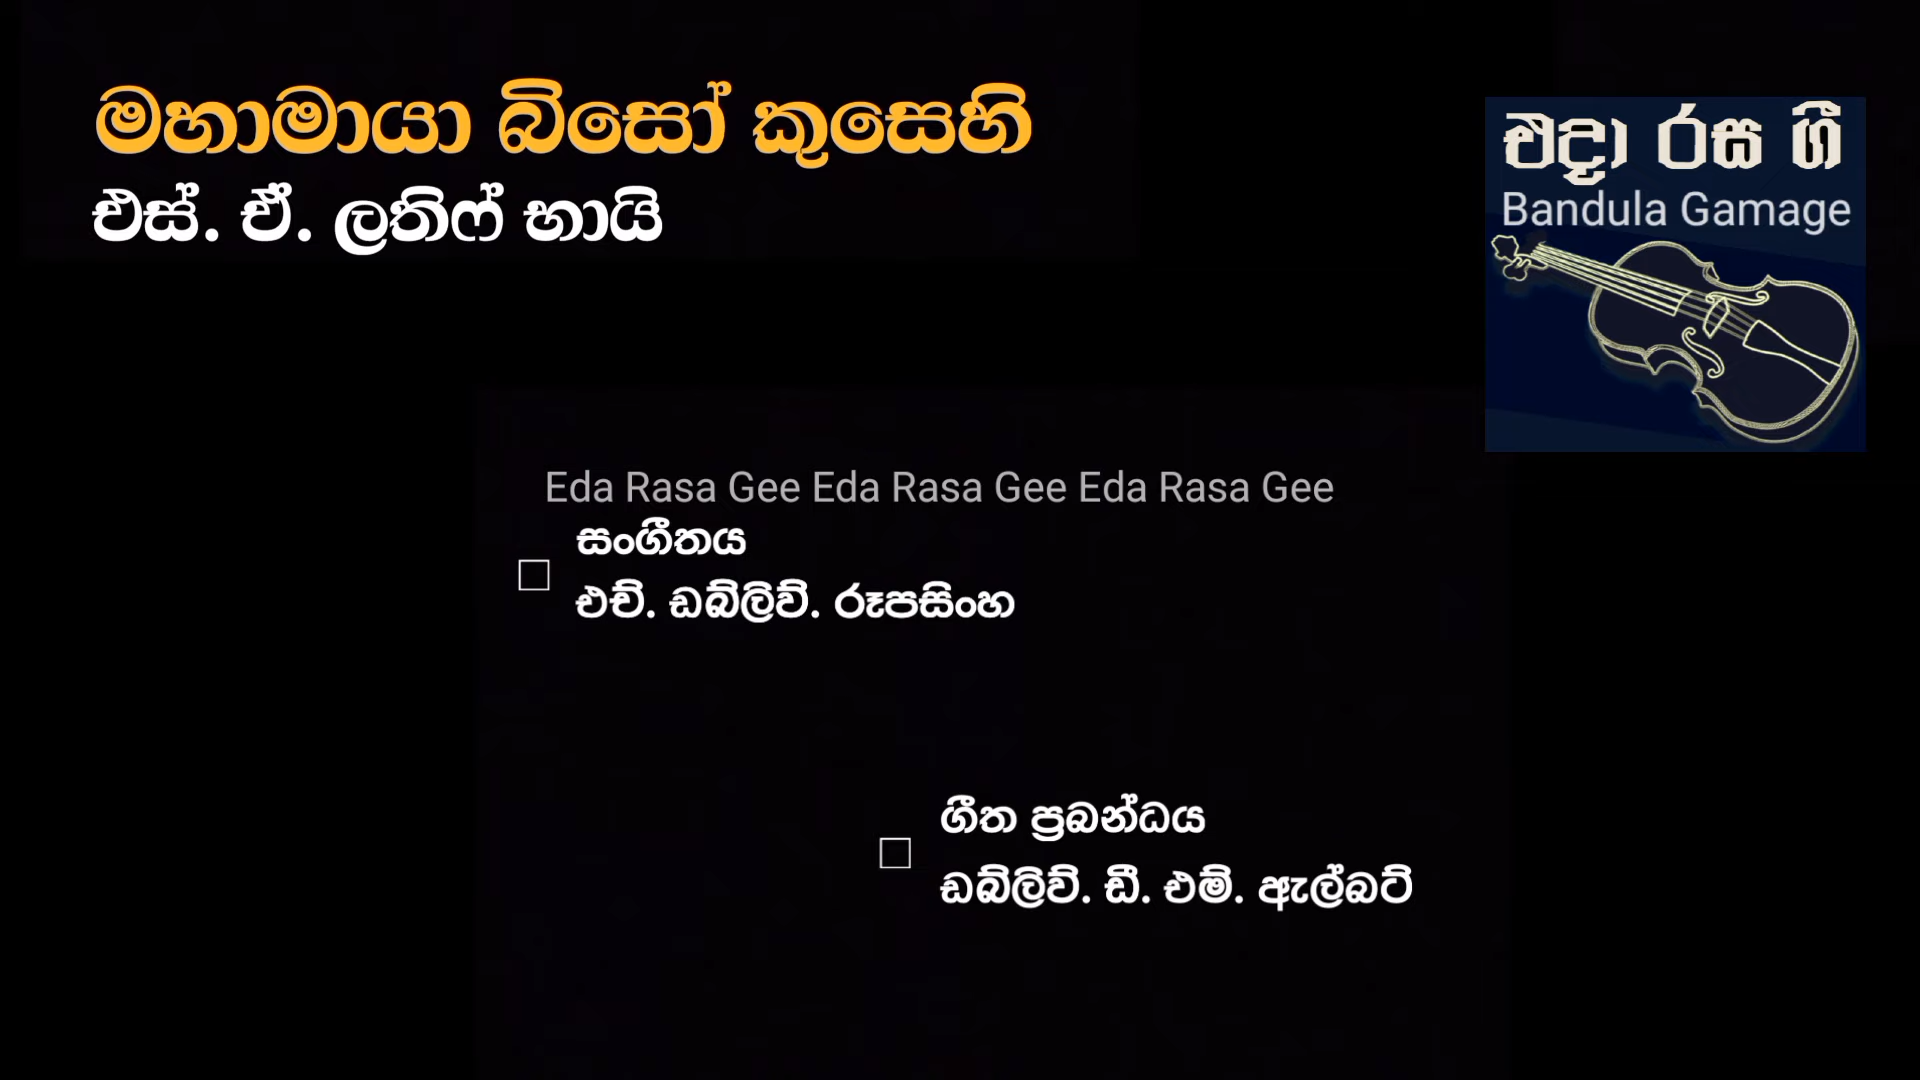 මහාමායා බිසෝ කුසෙහි
එස්. ඒ. ලතිෆ් භායි
එදා රස ගී
Bandula Gamage
Eda Rasa Gee Eda Rasa Gee Eda Rasa Gee
සංගීතය
එච්. ඩබ්ලිව්. රූපසිංහ
ගීත ප්‍රබන්ධය
ඩබ්ලිව්. ඩී. එම්. ඇල්බට්